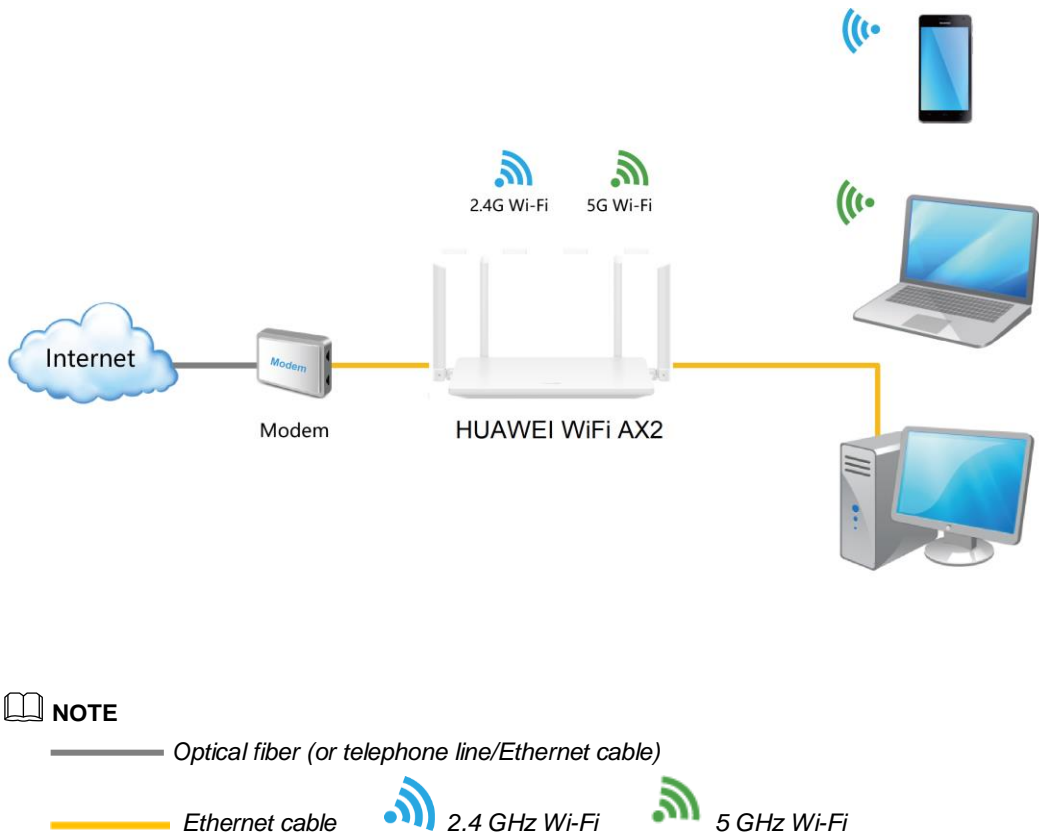 2.4G Wi-Fi
5G Wi-Fi
Internet
Modem
Modem
HUAWEI WiFi AX2
NOTE
Optical fiber (or telephone line/Ethernet cable)
Ethernet cable 2.4 GHz Wi-Fi 5 GHz Wi-Fi